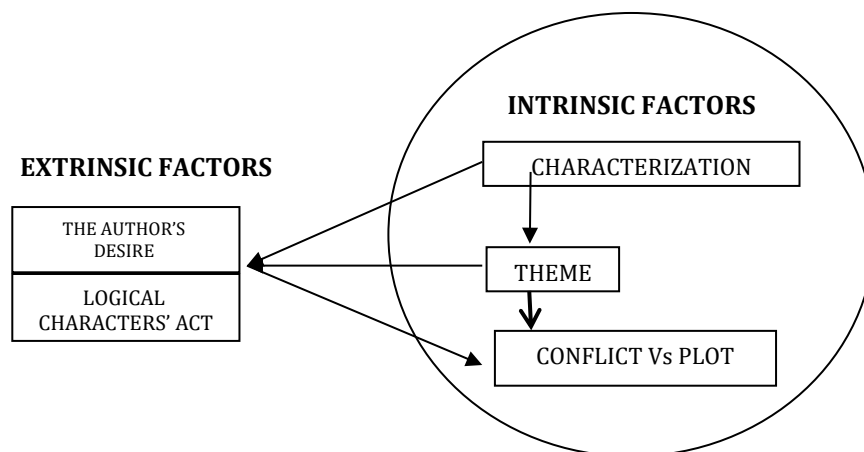 INTRINSIC FACTORS
CHARACTERIZATION
EXTRINSIC FACTORS
THE AUTHOR’S
DESIRE
LOGICAL
CHARACTERS’ ACT
THEME
CONFLICT Vs PLOT